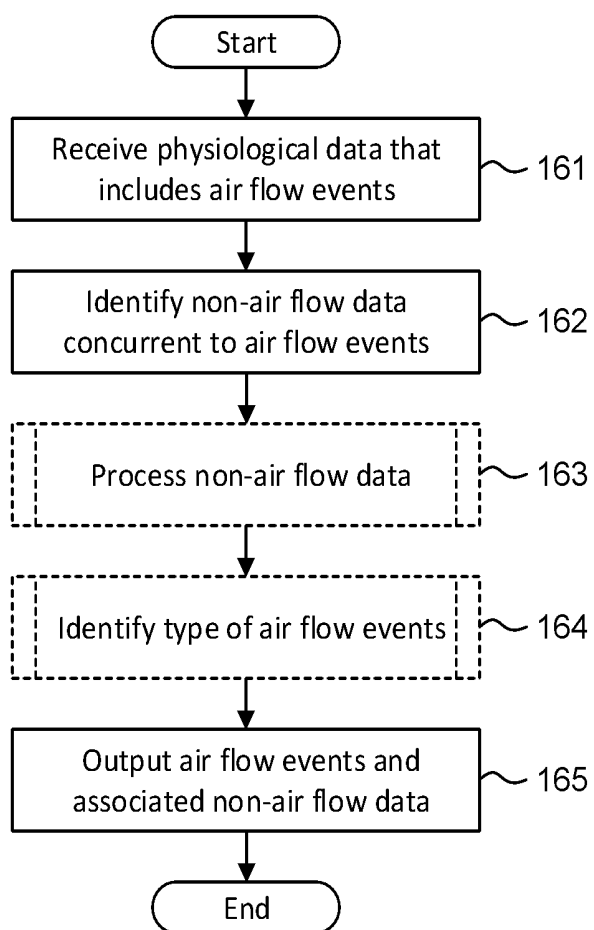 Start
Receive physiological data that
includes air flow events
161
Identify non-air flow data
concurrent to air flow events
162
Process non-air flow data
163
Identify type of air flow events
164
Output air flow events and
associated non-air flow data
165
End